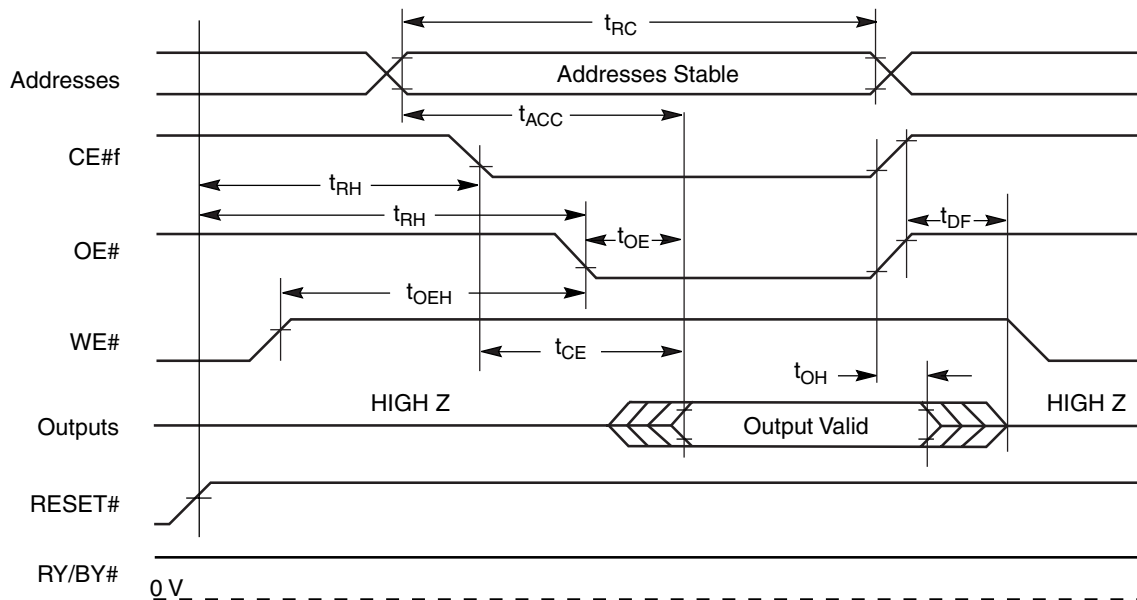 tRC
Addresses
Addresses Stable
tACC
CE#f
tRH
tRH
tOE
tDF
OE#
tOEH
WE#
tCE
tOH
HIGH Z
HIGH Z
Outputs
Output Valid
RESET#
RY/BY#
0 V